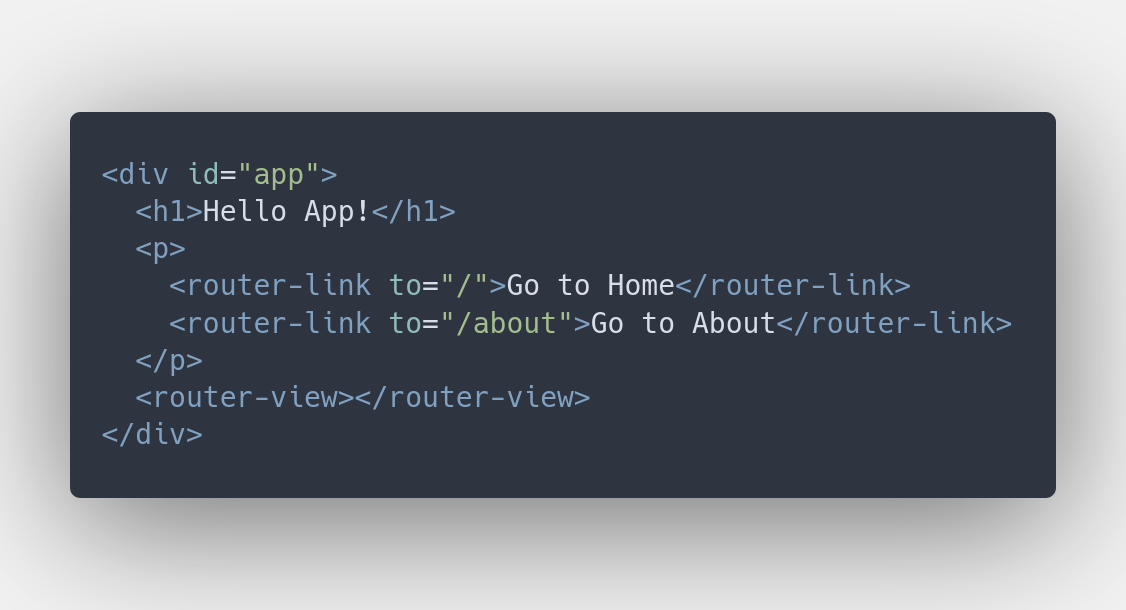 <div id="app">
  <h1>Hello App!</h1>
  <p>
    <router-link to="/">Go to Home</router-link>
    <router-link to="/about">Go to About</router-link>
  </p>
  <router-view></router-view>
</div>